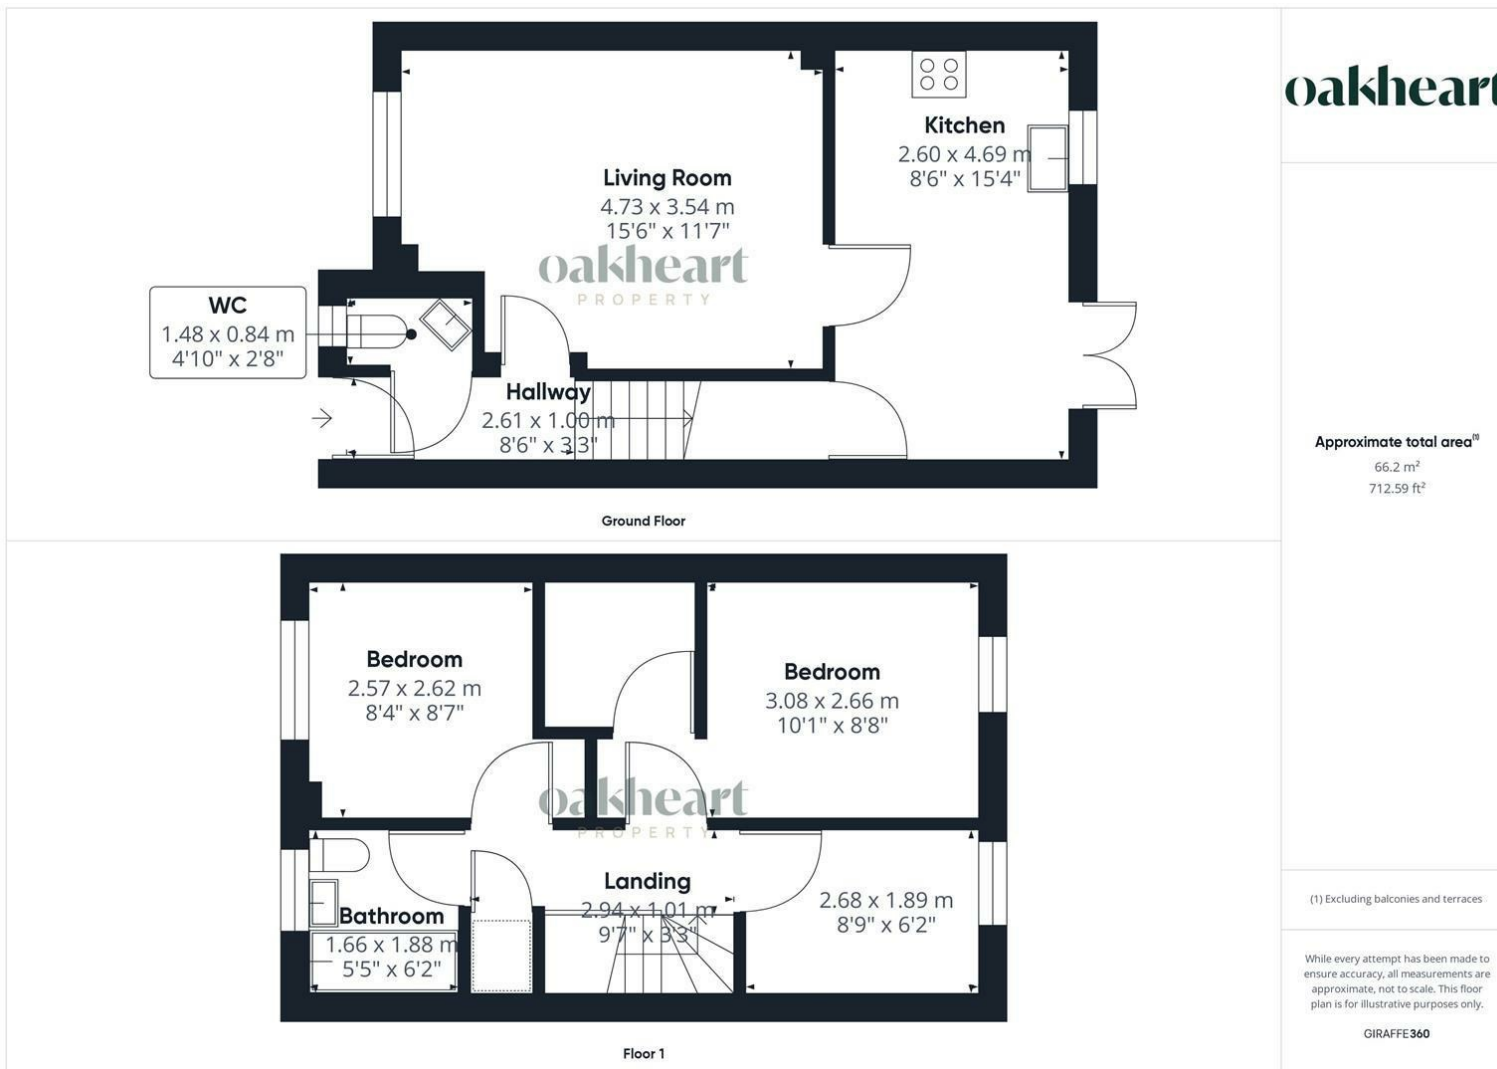 oakheart
Kitchen
2.60 x 4.69 m
8'6" x 15'4"
Living Room
4.73 x 3.54 m
15'6" x 11'7"
oakheart
PROPERTY
WC
1.48 x 0.84 m
4'10" x 2'8"
Hallway
2.61 x 1.00 m
8'6" x 3'3"
Ground Floor
Approximate total area(1)
66.2 m²
712.59 ft²
Bedroom
2.57 x 2.62 m
8'4" x 8'7"
Bedroom
3.08 x 2.66 m
10'1" x 8'8"
oakheart
PROPERTY
Landing
2.94 x 1.01 m
9'7" x 3'3"
2.68 x 1.89 m
8'9" x 6'2"
Bathroom
1.66 x 1.88 m
5'5" x 6'2"
Floor 1
(1) Excluding balconies and terraces
While every attempt has been made to
ensure accuracy, all measurements are
approximate, not to scale. This floor
plan is for illustrative purposes only.
GIRAFFE360